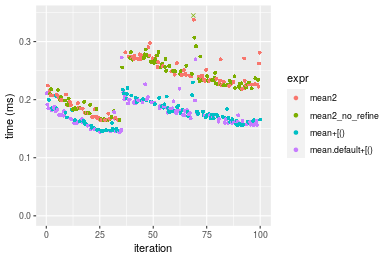 0.3
0.2
0.1
0.0
time (ms)
0
25
50
75
100
iteration
expr
mean2
mean2_no_refine
mean+[()
mean.default+[()